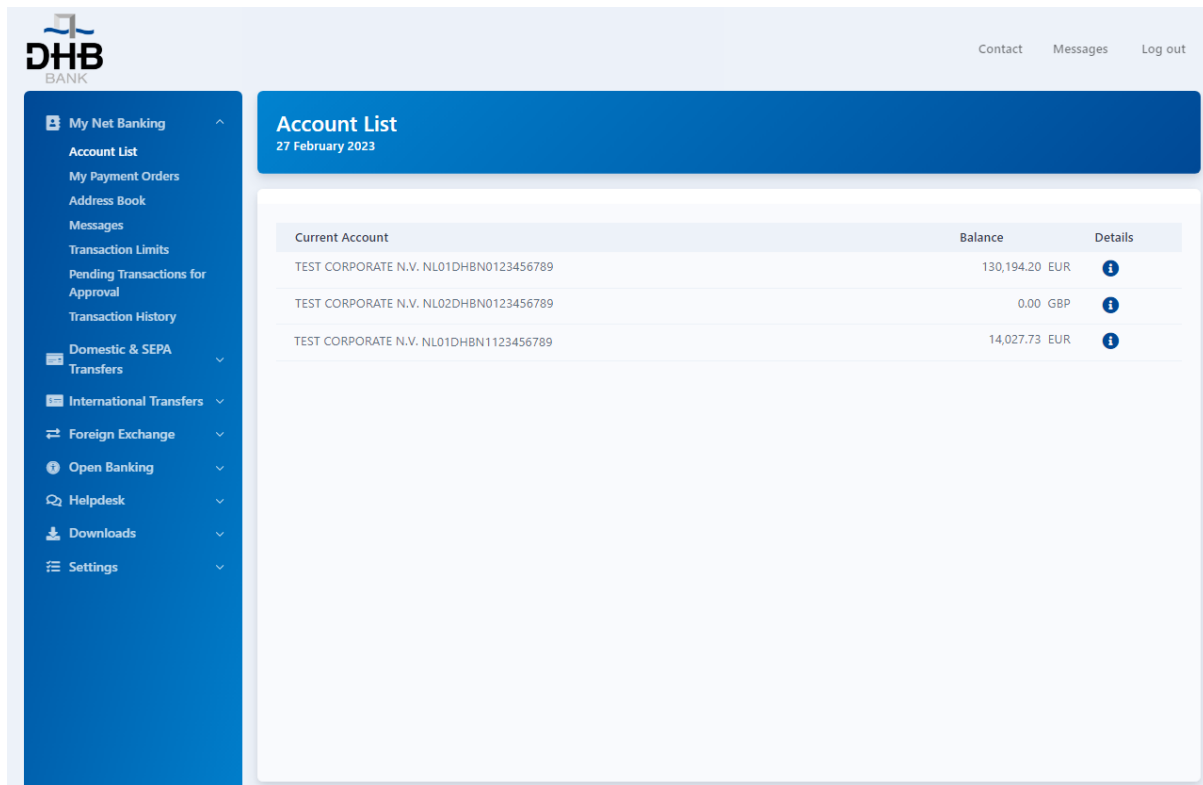 DHB
BANK
Contact Messages Log out
My Net Banking
Account List
My Payment Orders
Address Book
Messages
Transaction Limits
Pending Transactions for
Approval
Transaction History
Domestic & SEPA
Transfers
International Transfers
Foreign Exchange
Open Banking
Helpdesk
Downloads
Settings
Account List
27 February 2023
Current Account Balance Details
TEST CORPORATE N.V. NL01DHBN0123456789 130,194.20 EUR
TEST CORPORATE N.V. NL02DHBN0123456789 0.00 GBP
TEST CORPORATE N.V. NL01DHBN1123456789 14,027.73 EUR